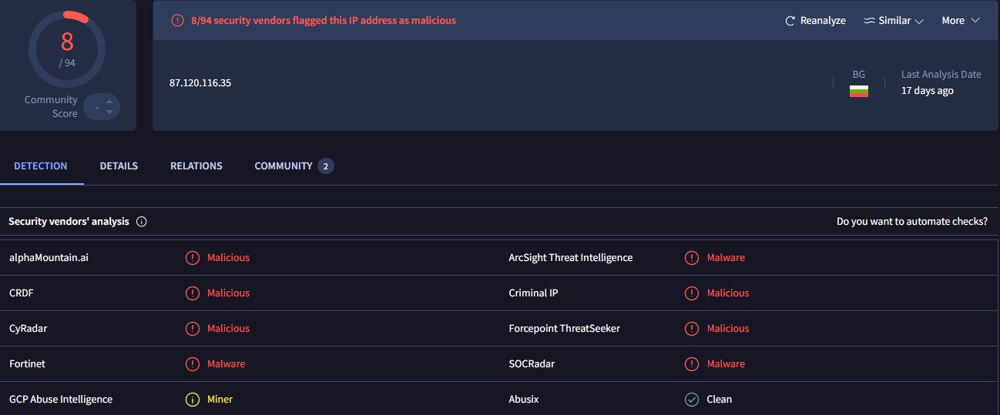 8
/ 94
Community
Score
8/94 security vendors flagged this IP address as malicious
Reanalyze
Similar
More
87.120.116.35
BG
Last Analysis Date
17 days ago
DETECTION
DETAILS
RELATIONS
COMMUNITY 2
Security vendors' analysis
Do you want to automate checks?
alphaMountain.ai Malicious ArcSight Threat Intelligence Malware
CRDF Malicious Criminal IP Malicious
CyRadar Malicious Forcepoint ThreatSeeker Malicious
Fortinet Malware SOCRadar Malware
GCP Abuse Intelligence Miner Abusix Clean